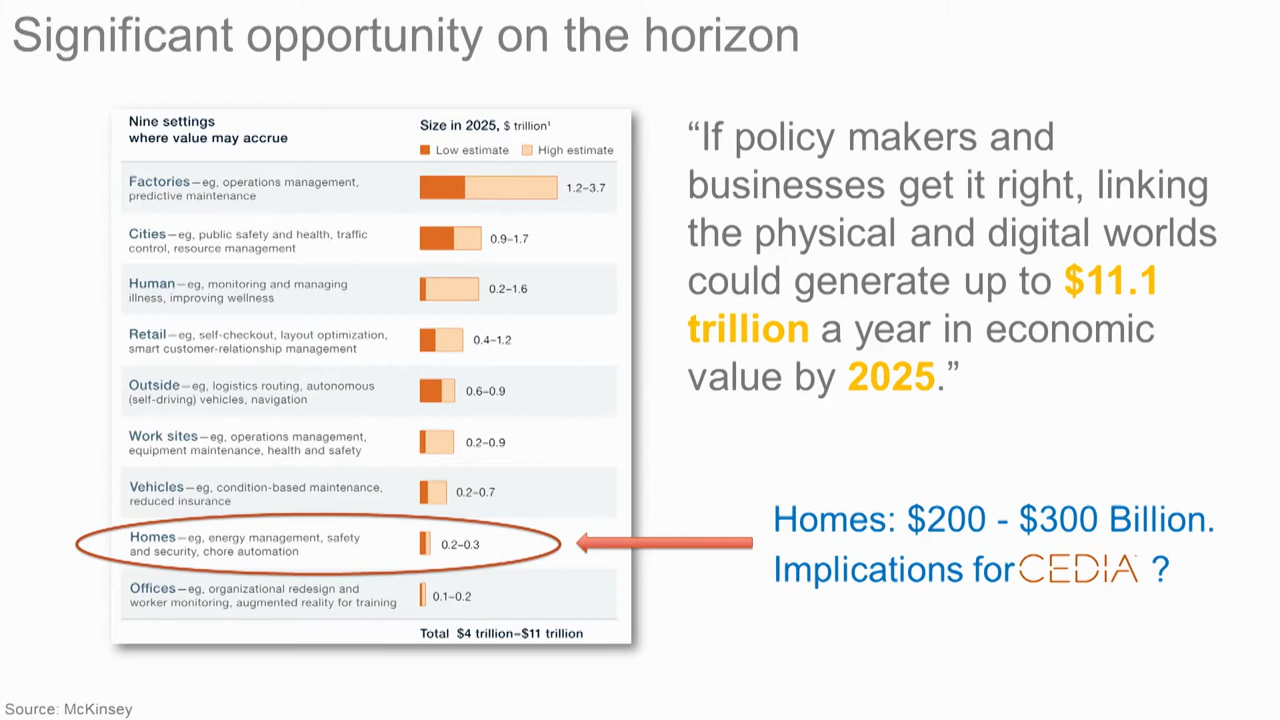 Significant opportunity on the horizon
Nine settings
where value may accrue
Size in 2025, $ trillion¹
Low estimate High estimate
Factories—eg, operations management,
predictive maintenance
1.2–3.7
Cities—eg, public safety and health, traffic
control, resource management
0.9–1.7
Human—eg, monitoring and managing
illness, improving wellness
0.2–1.6
Retail—eg, self-checkout, layout optimization,
smart customer-relationship management
0.4–1.2
Outside—eg, logistics routing, autonomous
(self-driving) vehicles, navigation
0.6–0.9
Work sites—eg, operations management,
equipment maintenance, health and safety
0.2–0.9
Vehicles—eg, condition-based maintenance,
reduced insurance
0.2–0.7
Homes—eg, energy management, safety
and security, chore automation
0.2–0.3
Offices—eg, organizational redesign and
worker monitoring, augmented reality for training
0.1–0.2
Total $4 trillion–$11 trillion
“If policy makers and
businesses get it right, linking
the physical and digital worlds
could generate up to $11.1
trillion a year in economic
value by 2025.”
Homes: $200 - $300 Billion.
Implications for CEDIA ?
Source: McKinsey